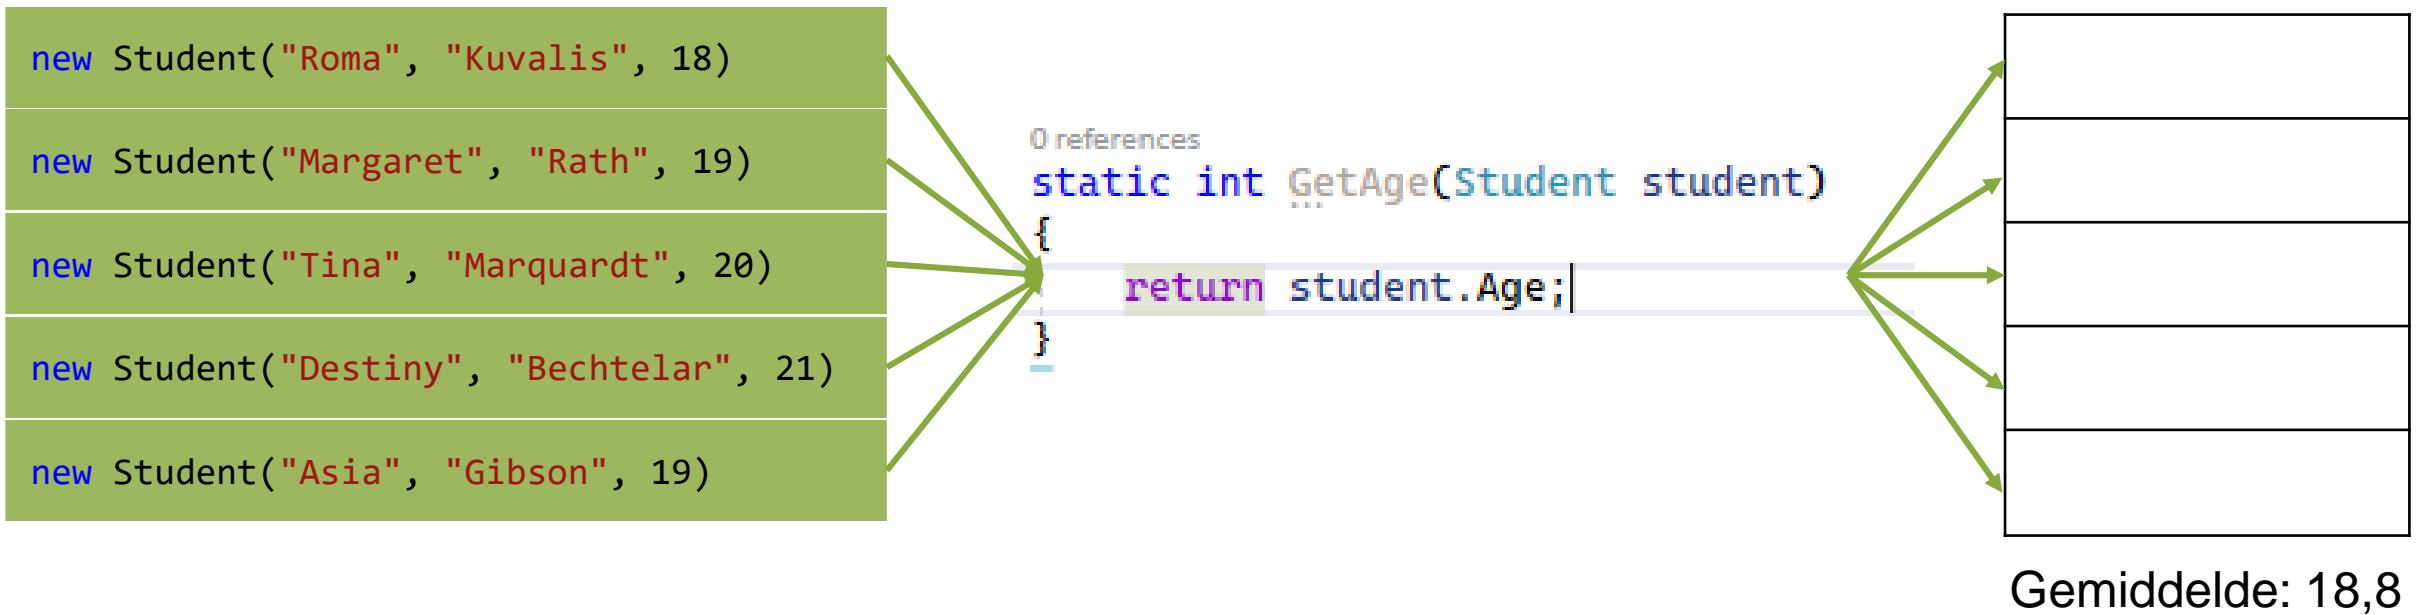 new Student("Roma", "Kuvalis", 18)
new Student("Margaret", "Rath", 19)
new Student("Tina", "Marquardt", 20)
new Student("Destiny", "Bechtelar", 21)
new Student("Asia", "Gibson", 19)
0 references
static int GetAge(Student student)
{
return student.Age;
}
Gemiddelde: 18,8